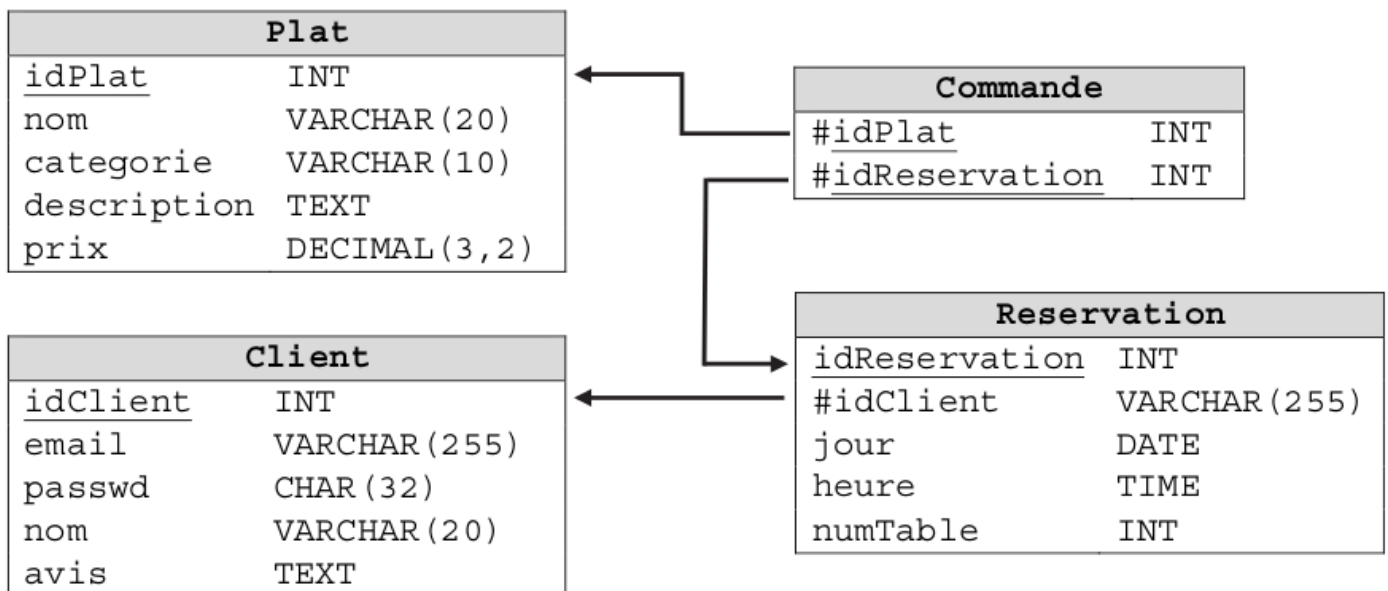 Plat
idPlat INT
nom VARCHAR(20)
categorie VARCHAR(10)
description TEXT
prix DECIMAL(3,2)
Commande
#idPlat INT
#idReservation INT
Client
idClient INT
email VARCHAR(255)
passwd CHAR(32)
nom VARCHAR(20)
avis TEXT
Reservation
idReservation INT
#idClient VARCHAR(255)
jour DATE
heure TIME
numTable INT